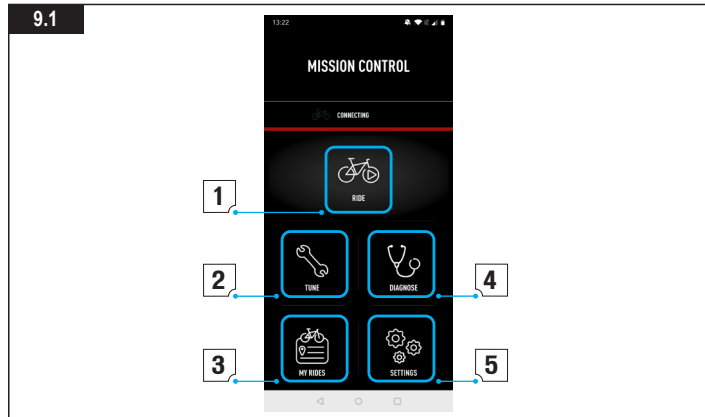 9.1
13:22
MISSION CONTROL
CONNECTING
1
RIDE
2
TUNE
DIAGNOSE
4
3
MY RIDES
SETTINGS
5